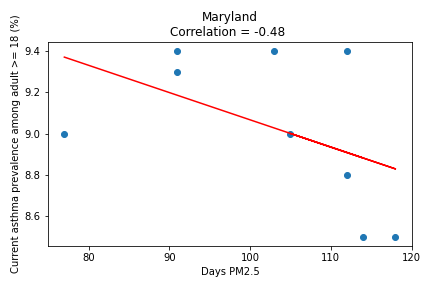 Maryland
Correlation = -0.48
Current asthma prevalence among adult >= 18 (%)
9.4
9.2
9.0
8.8
8.6
80
90
100
110
120
Days PM2.5